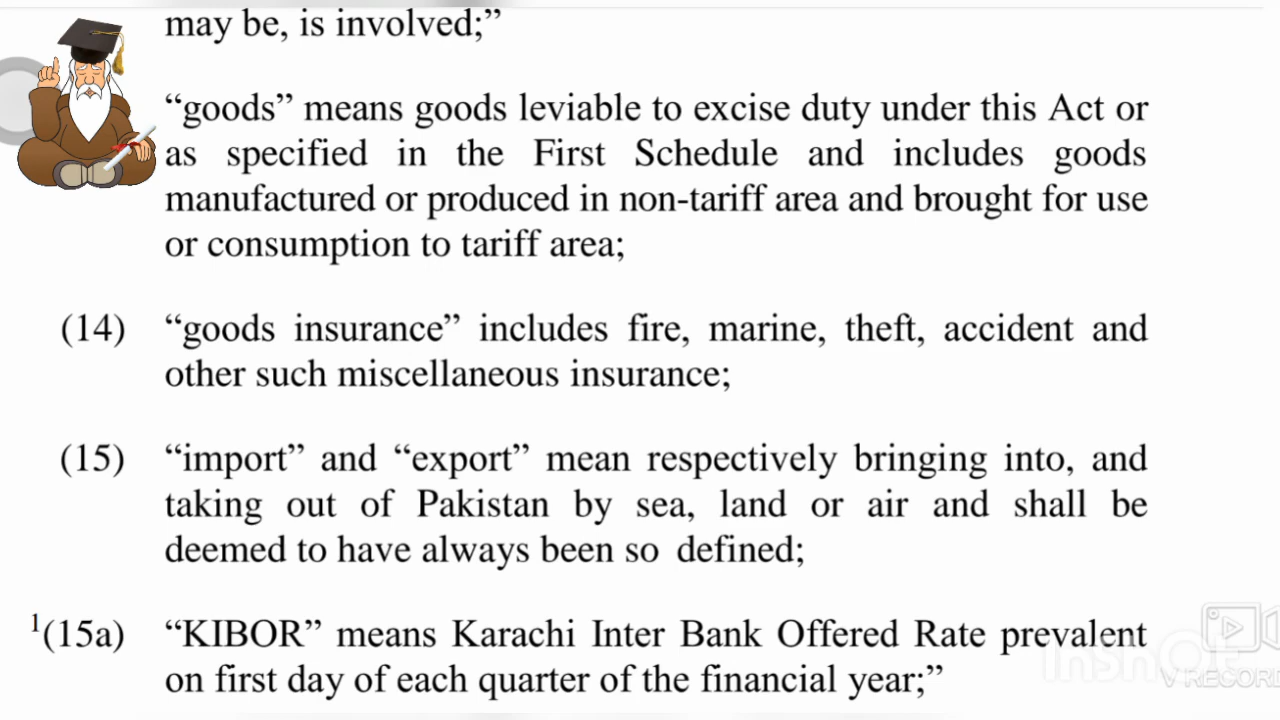 may be, is involved;”
“goods” means goods leviable to excise duty under this Act or
as specified in the First Schedule and includes goods
manufactured or produced in non-tariff area and brought for use
or consumption to tariff area;
(14) “goods insurance” includes fire, marine, theft, accident and
other such miscellaneous insurance;
(15) “import” and “export” mean respectively bringing into, and
taking out of Pakistan by sea, land or air and shall be
deemed to have always been so defined;
1(15a) “KIBOR” means Karachi Inter Bank Offered Rate prevalent
on first day of each quarter of the financial year;”
InshOt
V RECORD